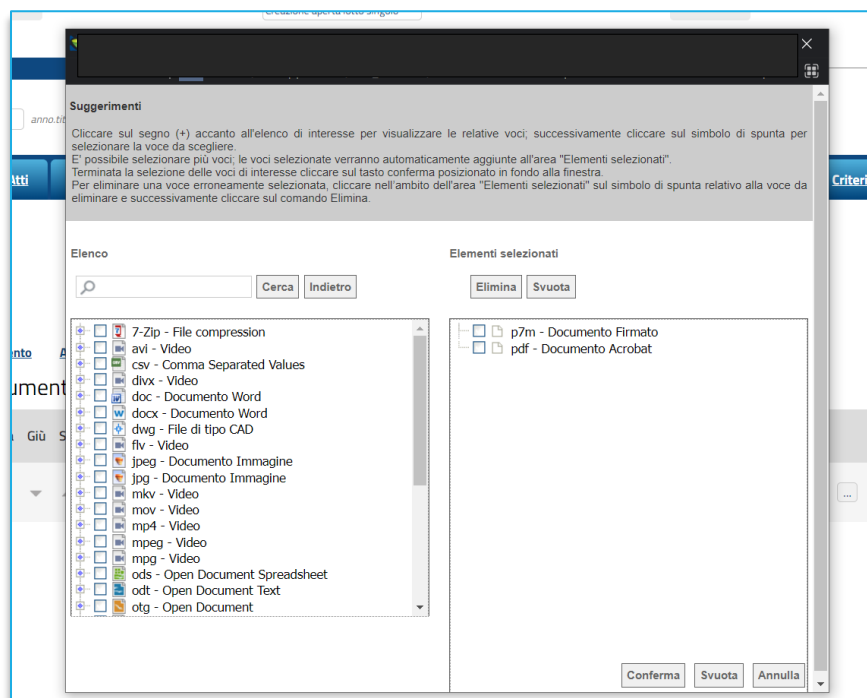 Creazione aperta lotto singolo
anno.tit
Atti
Criteri
Suggerimenti
Cliccare sul segno (+) accanto all'elenco di interesse per visualizzare le relative voci; successivamente cliccare sul simbolo di spunta per
selezionare la voce da scegliere.
E' possibile selezionare più voci; le voci selezionate verranno automaticamente aggiunte all'area "Elementi selezionati".
Terminata la selezione delle voci di interesse cliccare sul tasto conferma posizionato in fondo alla finestra.
Per eliminare una voce erroneamente selezionata, cliccare nell'ambito dell'area "Elementi selezionati" sul simbolo di spunta relativo alla voce da
eliminare e successivamente cliccare sul comando Elimina.
Elenco
Elementi selezionati
Cerca Indietro
Elimina Svuota
7-Zip - File compression
avi - Video
csv - Comma Separated Values
divx - Video
doc - Documento Word
docx - Documento Word
dwg - File di tipo CAD
flv - Video
jpeg - Documento Immagine
jpg - Documento Immagine
mkv - Video
mov - Video
mp4 - Video
mpeg - Video
mpg - Video
ods - Open Document Spreadsheet
odt - Open Document Text
otg - Open Document
p7m - Documento Firmato
pdf - Documento Acrobat
nto A
ument
Giù S
...
Conferma Svuota Annulla